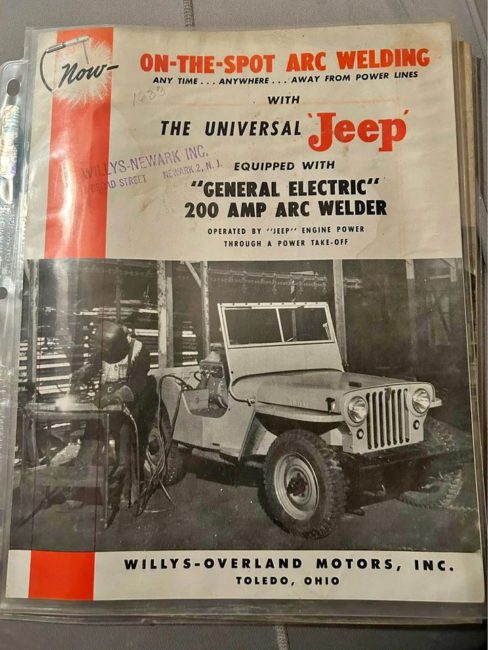 Now-
ON-THE-SPOT ARC WELDING
ANY TIME . . . ANYWHERE . . . AWAY FROM POWER LINES
WITH
THE UNIVERSAL 'Jeep'
WILLYS-NEWARK INC.
STREET NEWARK 2, N. J.
EQUIPPED WITH
"GENERAL ELECTRIC"
200 AMP ARC WELDER
OPERATED BY "JEEP" ENGINE POWER
THROUGH A POWER TAKE-OFF
WILLYS-OVERLAND MOTORS, INC.
TOLEDO, OHIO